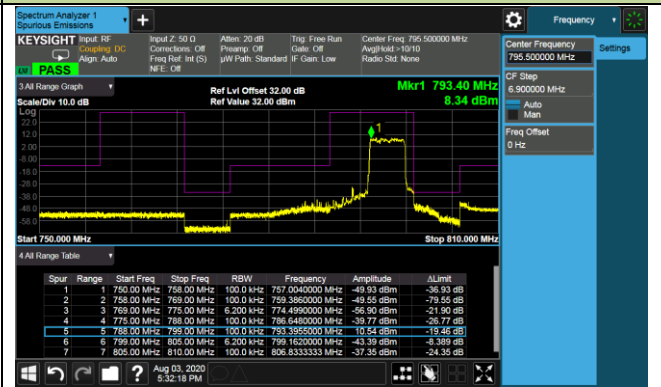 Spectrum Analyzer 1
Spurious Emissions
Frequency
KEYSIGHT Input: RF
Coupling: DC
Align: Auto
Input Z: 50 Ω
Corrections: Off
Freq Ref: Int (S)
NFE: Off
Atten: 20 dB
Preamp: Off
µW Path: Standard
Trig: Free Run
Gate: Off
IF Gain: Low
Center Freq: 795.500000 MHz
Avg|Hold:>10/10
Radio Std: None
PASS
Center Frequency
795.500000 MHz
Settings
CF Step
6.900000 MHz
Auto
Man
Freq Offset
0 Hz
3 All Range Graph
Scale/Div 10.0 dB
Ref Lvl Offset 32.00 dB
Ref Value 32.00 dBm
Mkr1 793.40 MHz
8.34 dBm
Log
22.0
12.0
2.00
-8.00
-18.0
-28.0
-38.0
-48.0
-58.0
1
Start 750.000 MHz
Stop 810.000 MHz
4 All Range Table
Spur Range Start Freq Stop Freq RBW Frequency Amplitude ΔLimit
1 1 750.00 MHz 758.00 MHz 100.0 kHz 757.0040000 MHz -49.93 dBm -36.93 dB
2 2 758.00 MHz 769.00 MHz 100.0 kHz 759.3860000 MHz -49.55 dBm -79.55 dB
3 3 769.00 MHz 775.00 MHz 6.200 kHz 774.4990000 MHz -56.90 dBm -21.90 dB
4 4 775.00 MHz 788.00 MHz 100.0 kHz 786.6480000 MHz -39.77 dBm -26.77 dB
5 5 788.00 MHz 799.00 MHz 100.0 kHz 793.3955000 MHz 10.54 dBm -19.46 dB
6 6 799.00 MHz 805.00 MHz 6.200 kHz 799.1620000 MHz -43.39 dBm -8.389 dB
7 7 805.00 MHz 810.00 MHz 100.0 kHz 806.8333333 MHz -37.35 dBm -24.35 dB
Aug 03, 2020
5:32:18 PM